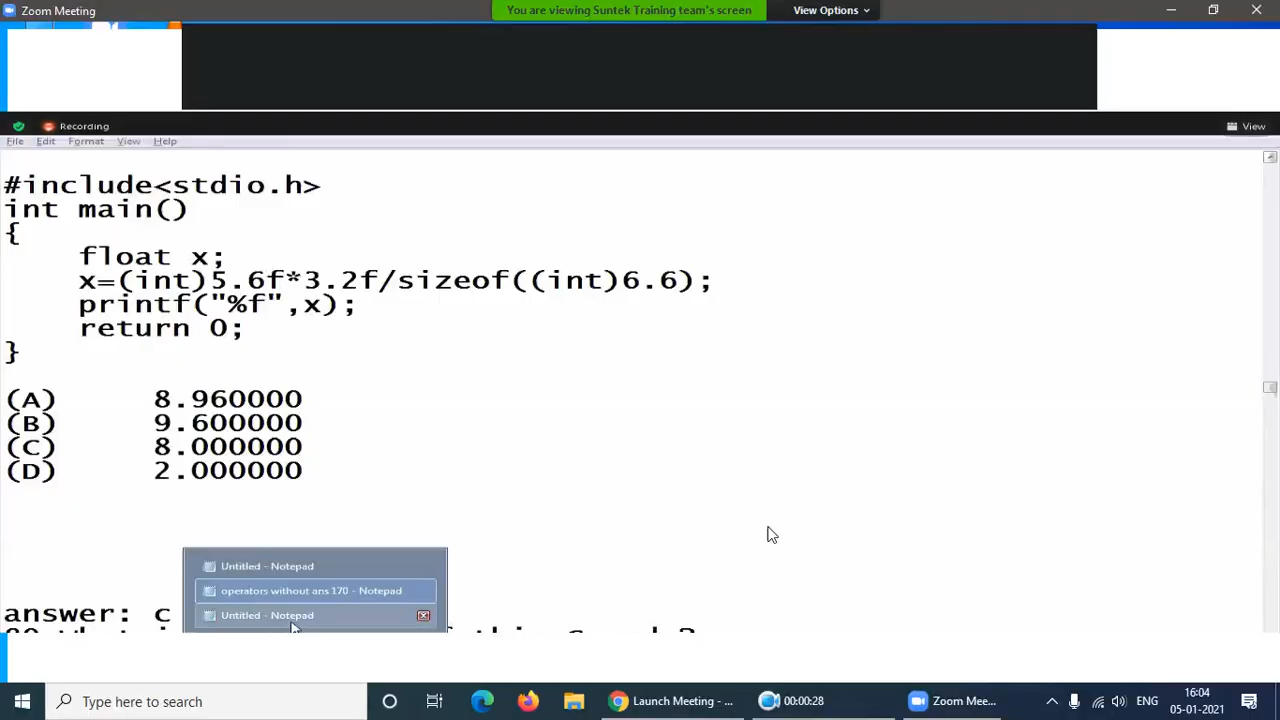 Zoom Meeting
You are viewing Suntek Training team's screen
View Options
Recording
View
File Edit Format View Help
#include<stdio.h>
int main()
{
float x;
x=(int)5.6f*3.2f/sizeof((int)6.6);
printf("%f",x);
return 0;
}
(A) 8.960000
(B) 9.600000
(C) 8.000000
(D) 2.000000
Untitled - Notepad
operators without ans 170 - Notepad
Untitled - Notepad
answer: c
Type here to search
Launch Meeting - ...
00:00:28
Zoom Mee...
ENG
16:04
05-01-2021